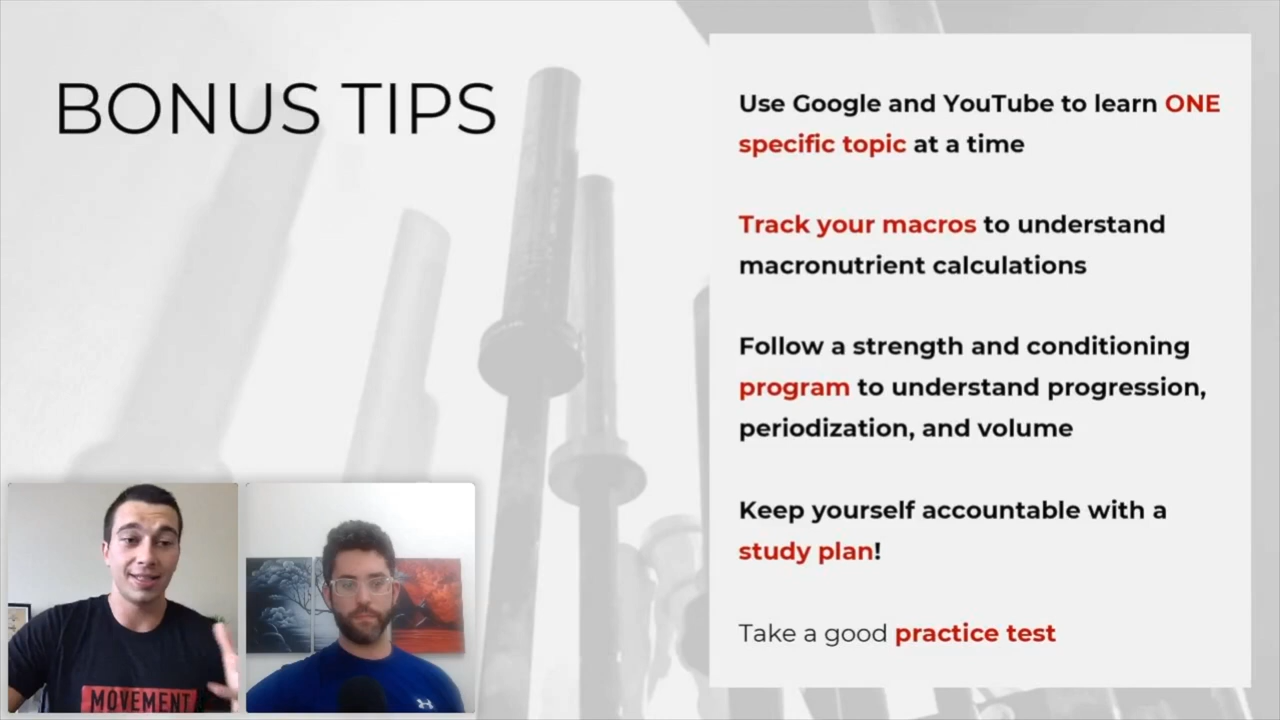 BONUS TIPS
Use Google and YouTube to learn ONE
specific topic at a time
Track your macros to understand
macronutrient calculations
Follow a strength and conditioning
program to understand progression,
periodization, and volume
Keep yourself accountable with a
study plan!
Take a good practice test
MOVEMENT